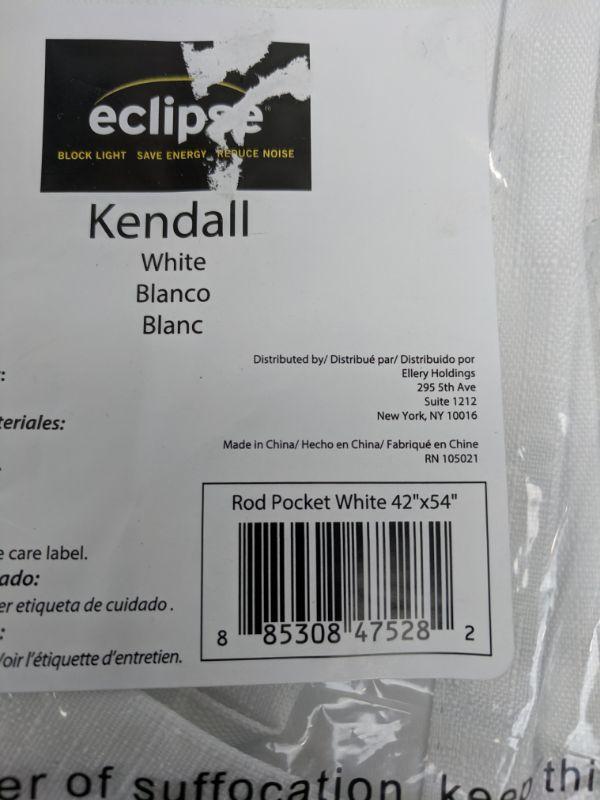 eclipse®
BLOCK LIGHT SAVE ENERGY REDUCE NOISE
Kendall
White
Blanco
Blanc
Distributed by/ Distribué par/ Distribuido por
Ellery Holdings
295 5th Ave
Suite 1212
New York, NY 10016
:
teriales:
Made in China/ Hecho en China/ Fabriqué en Chine
RN 105021
Rod Pocket White 42"x54"
8 85308 47528 2
e care label.
ado:
er etiqueta de cuidado.
:
oir l'étiquette d'entretien.
er of suffocation keep thi